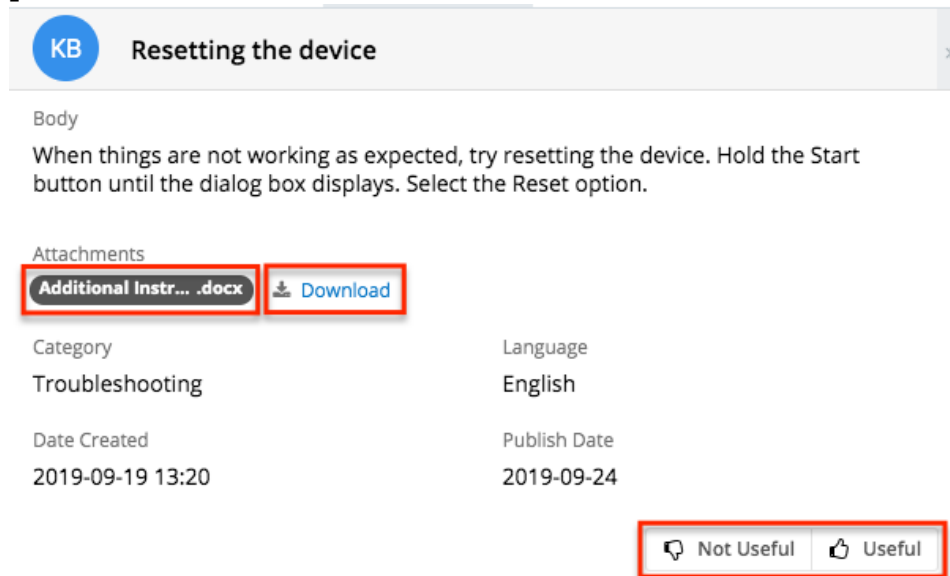 KB Resetting the device
Body
When things are not working as expected, try resetting the device. Hold the Start
button until the dialog box displays. Select the Reset option.
Attachments
Additional Instr... .docx Download
Category Language
Troubleshooting English
Date Created Publish Date
2019-09-19 13:20 2019-09-24
Not Useful Useful